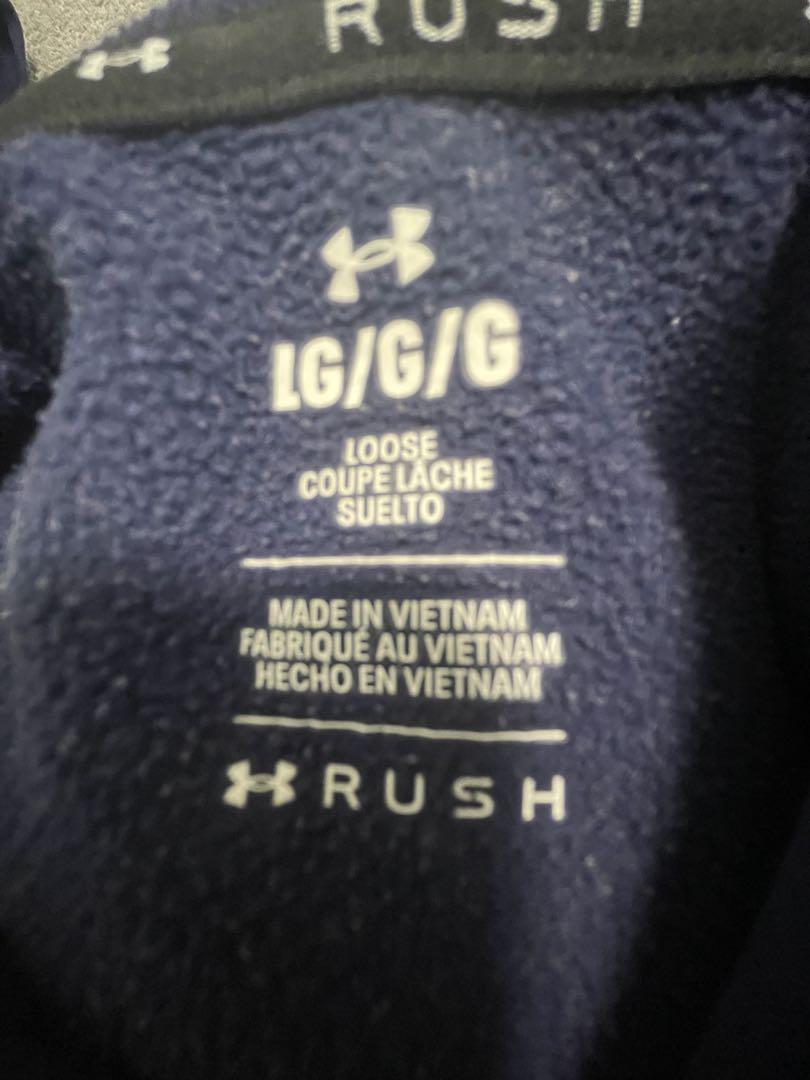 RUSH
LG/G/G
LOOSE
COUPE LÂCHE
SUELTO
MADE IN VIETNAM
FABRIQUÉ AU VIETNAM
HECHO EN VIETNAM
RUSH